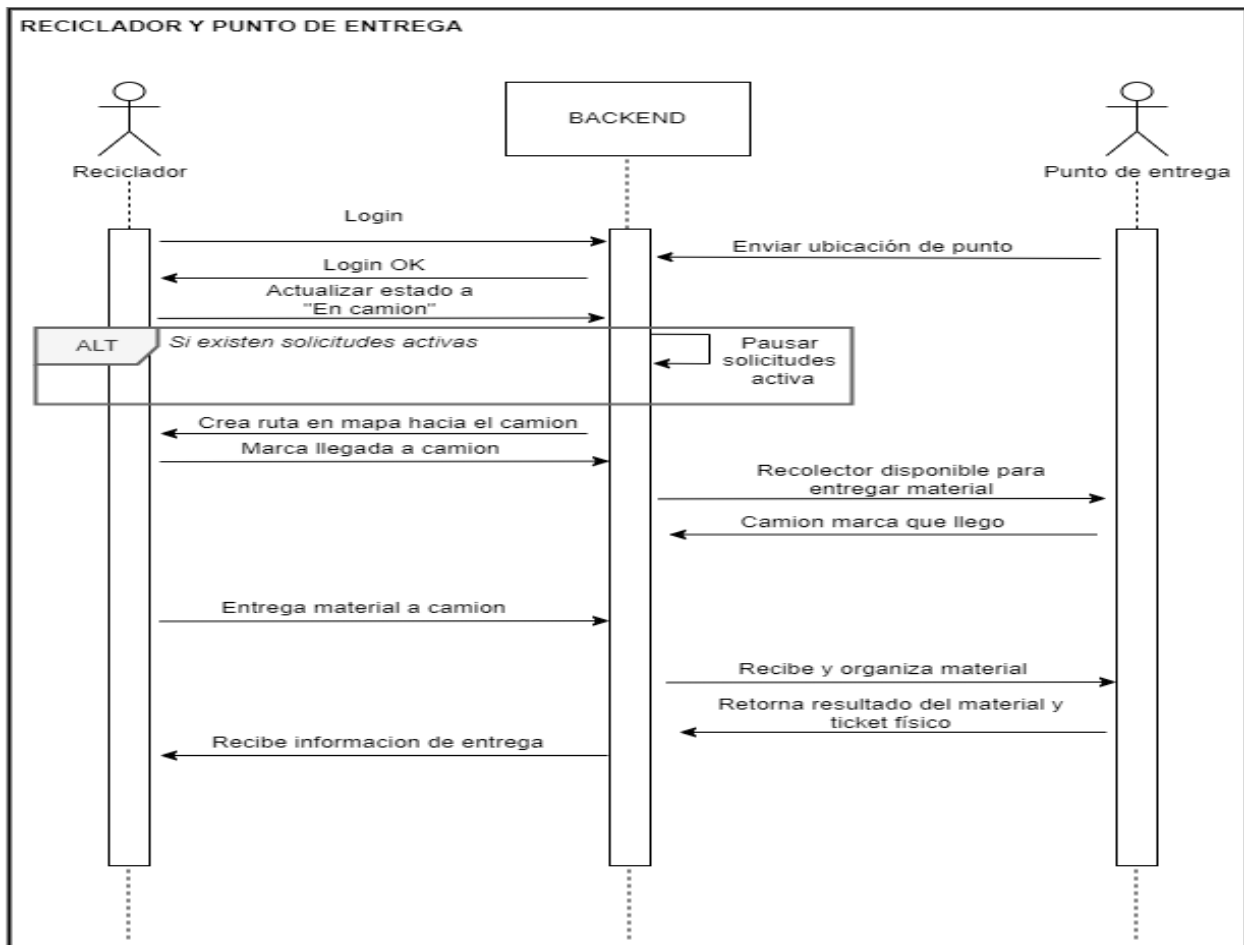 RECICLADOR Y PUNTO DE ENTREGA
BACKEND
Reciclador
Punto de entrega
Login
Enviar ubicación de punto
Login OK
Actualizar estado a
"En camion"
ALT
Si existen solicitudes activas
Pausar
solicitudes
activa
Crea ruta en mapa hacia el camion
Marca llegada a camion
Recolector disponible para
entregar material
Camion marca que llego
Entrega material a camion
Recibe y organiza material
Retorna resultado del material y
ticket físico
Recibe informacion de entrega